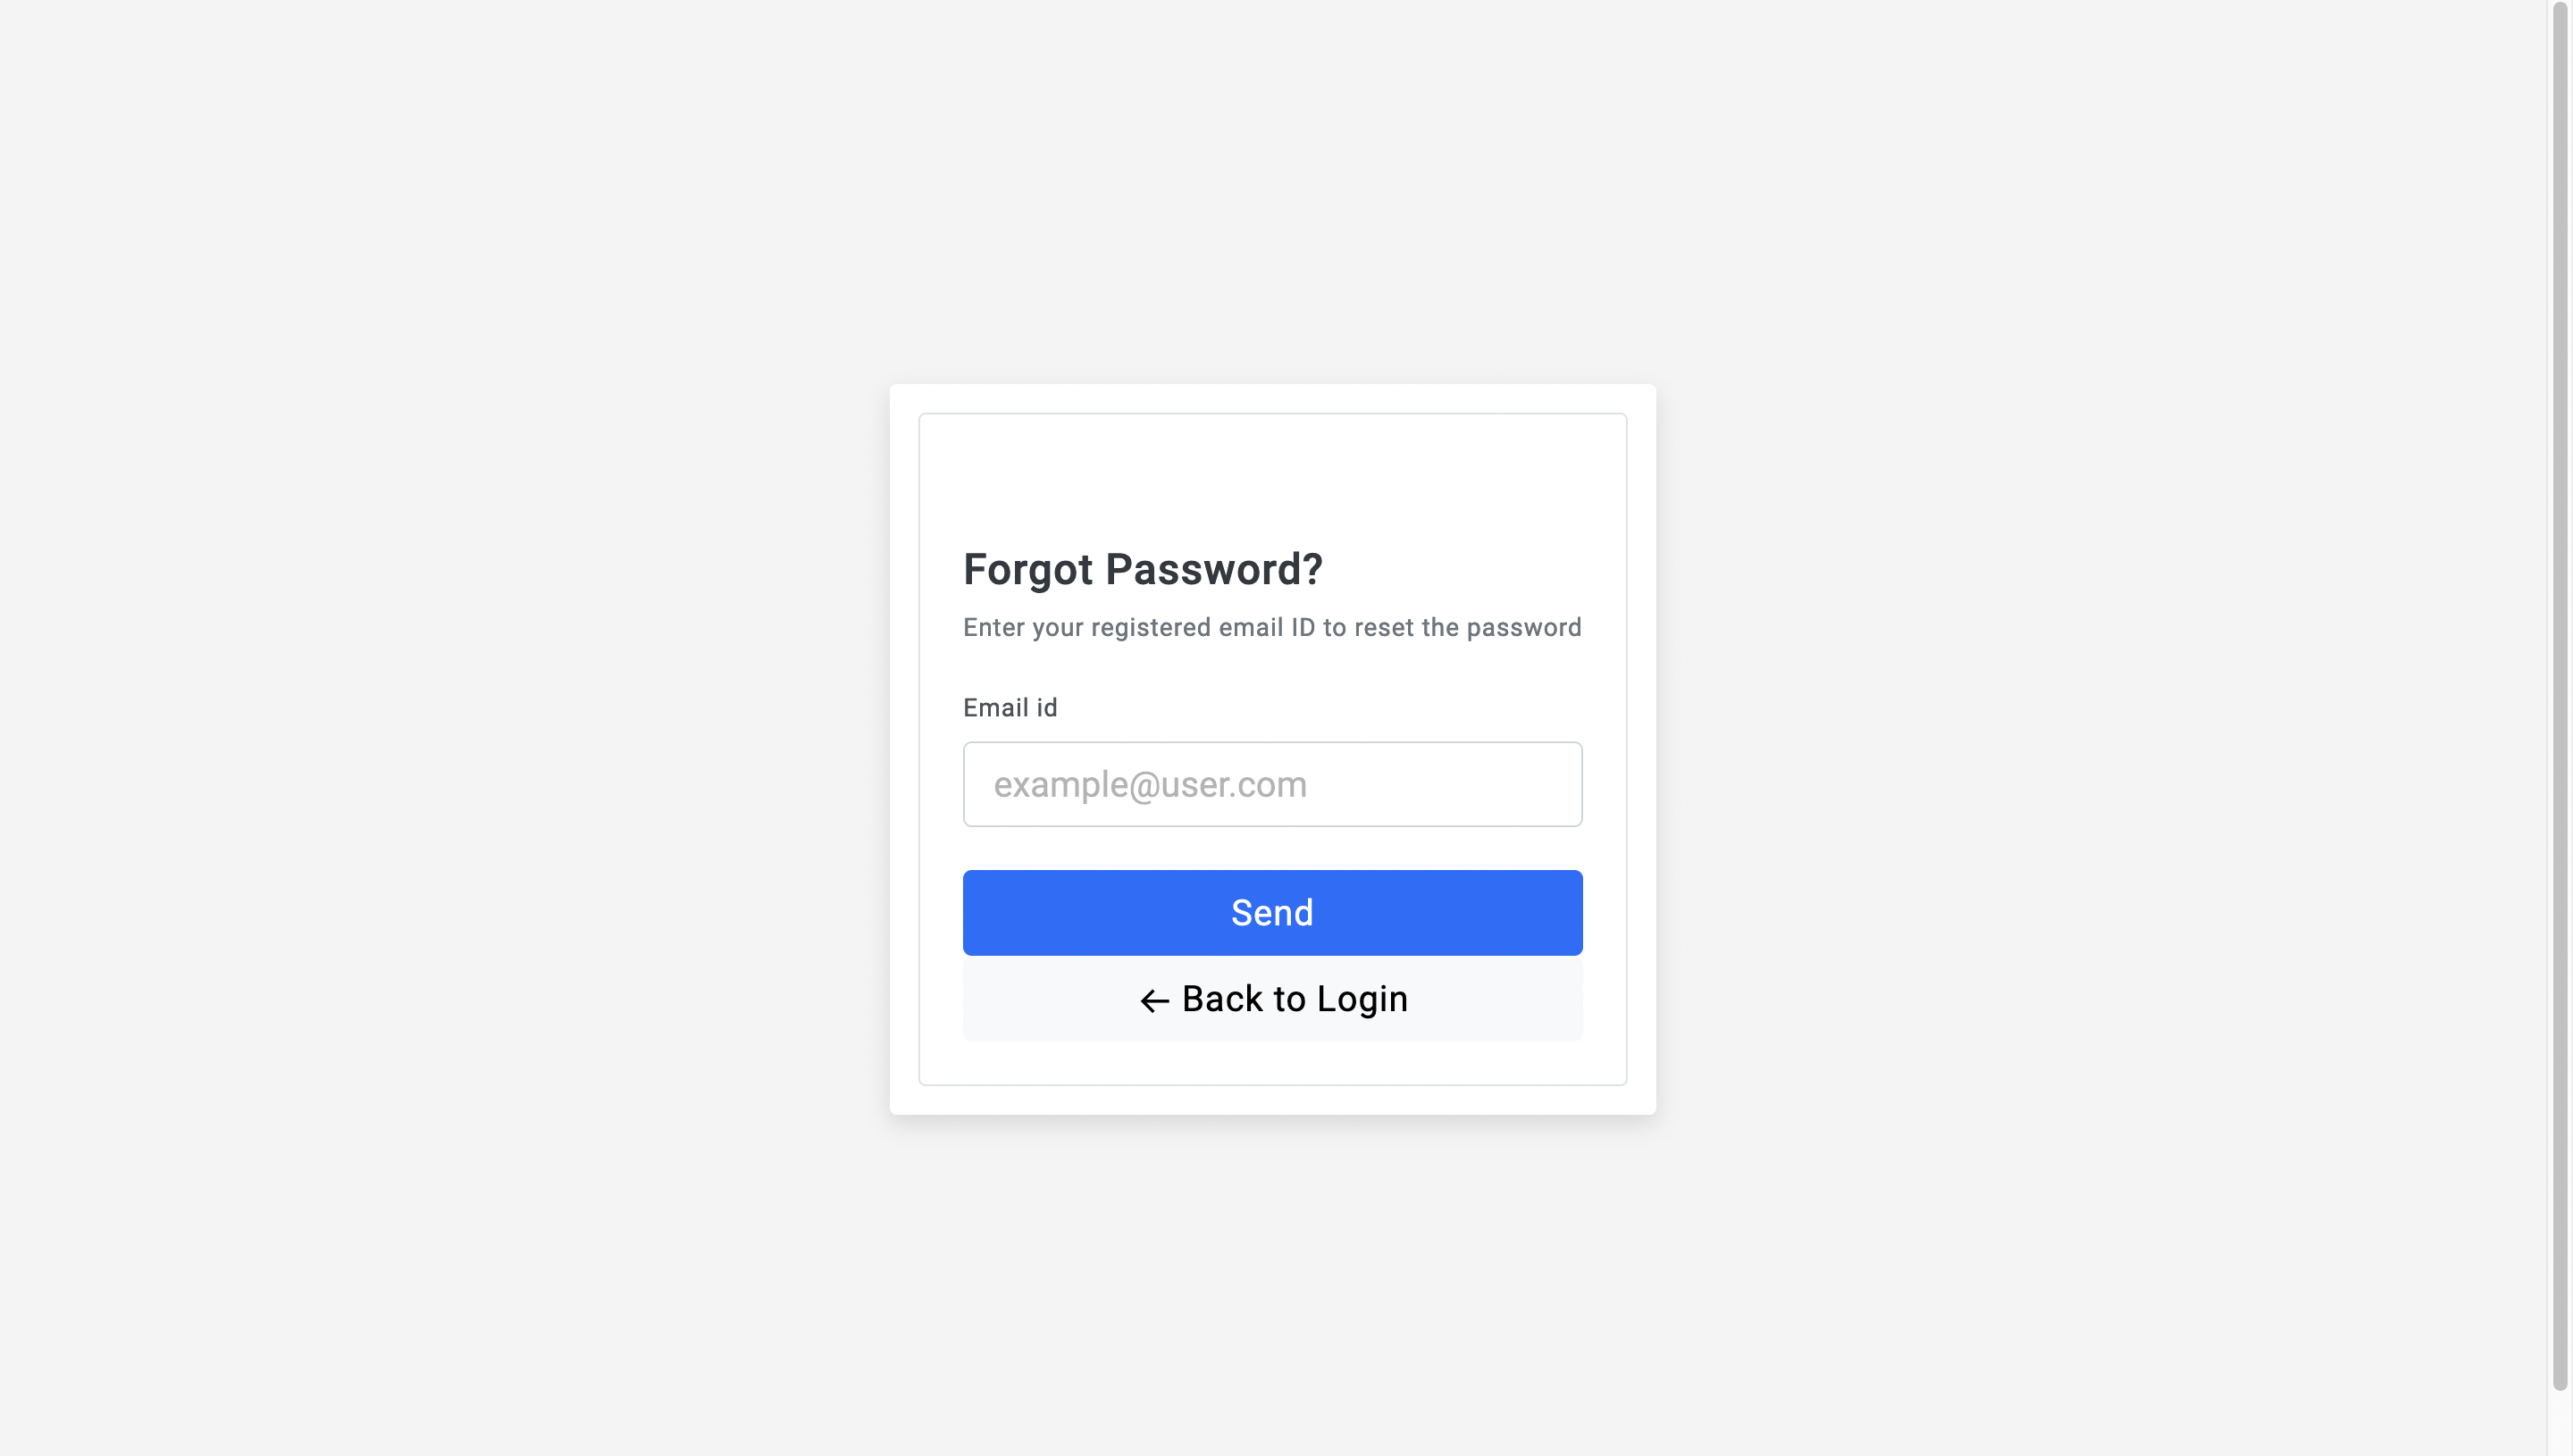 Forgot Password?
Enter your registered email ID to reset the password
Email id
example@user.com
Send
← Back to Login